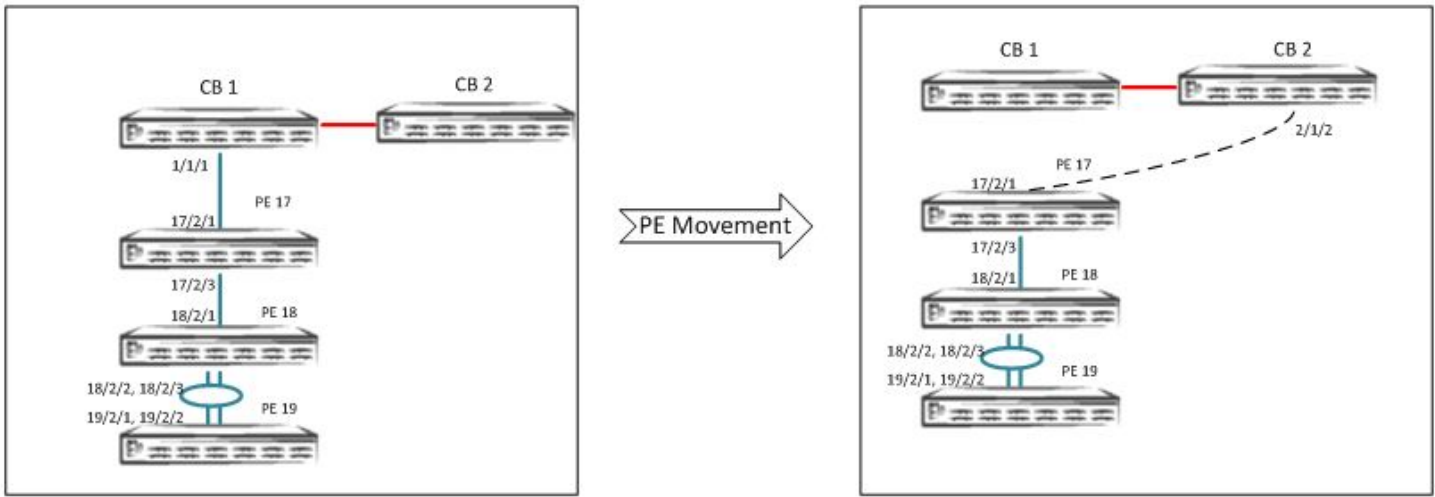 CB 1
CB 2
1/1/1
PE 17
17/2/1
17/2/3
18/2/1
PE 18
18/2/2, 18/2/3
19/2/1, 19/2/2
PE 19
PE Movement
CB 1
CB 2
2/1/2
PE 17
17/2/1
17/2/3
18/2/1
PE 18
18/2/2, 18/2/3
19/2/1, 19/2/2
PE 19